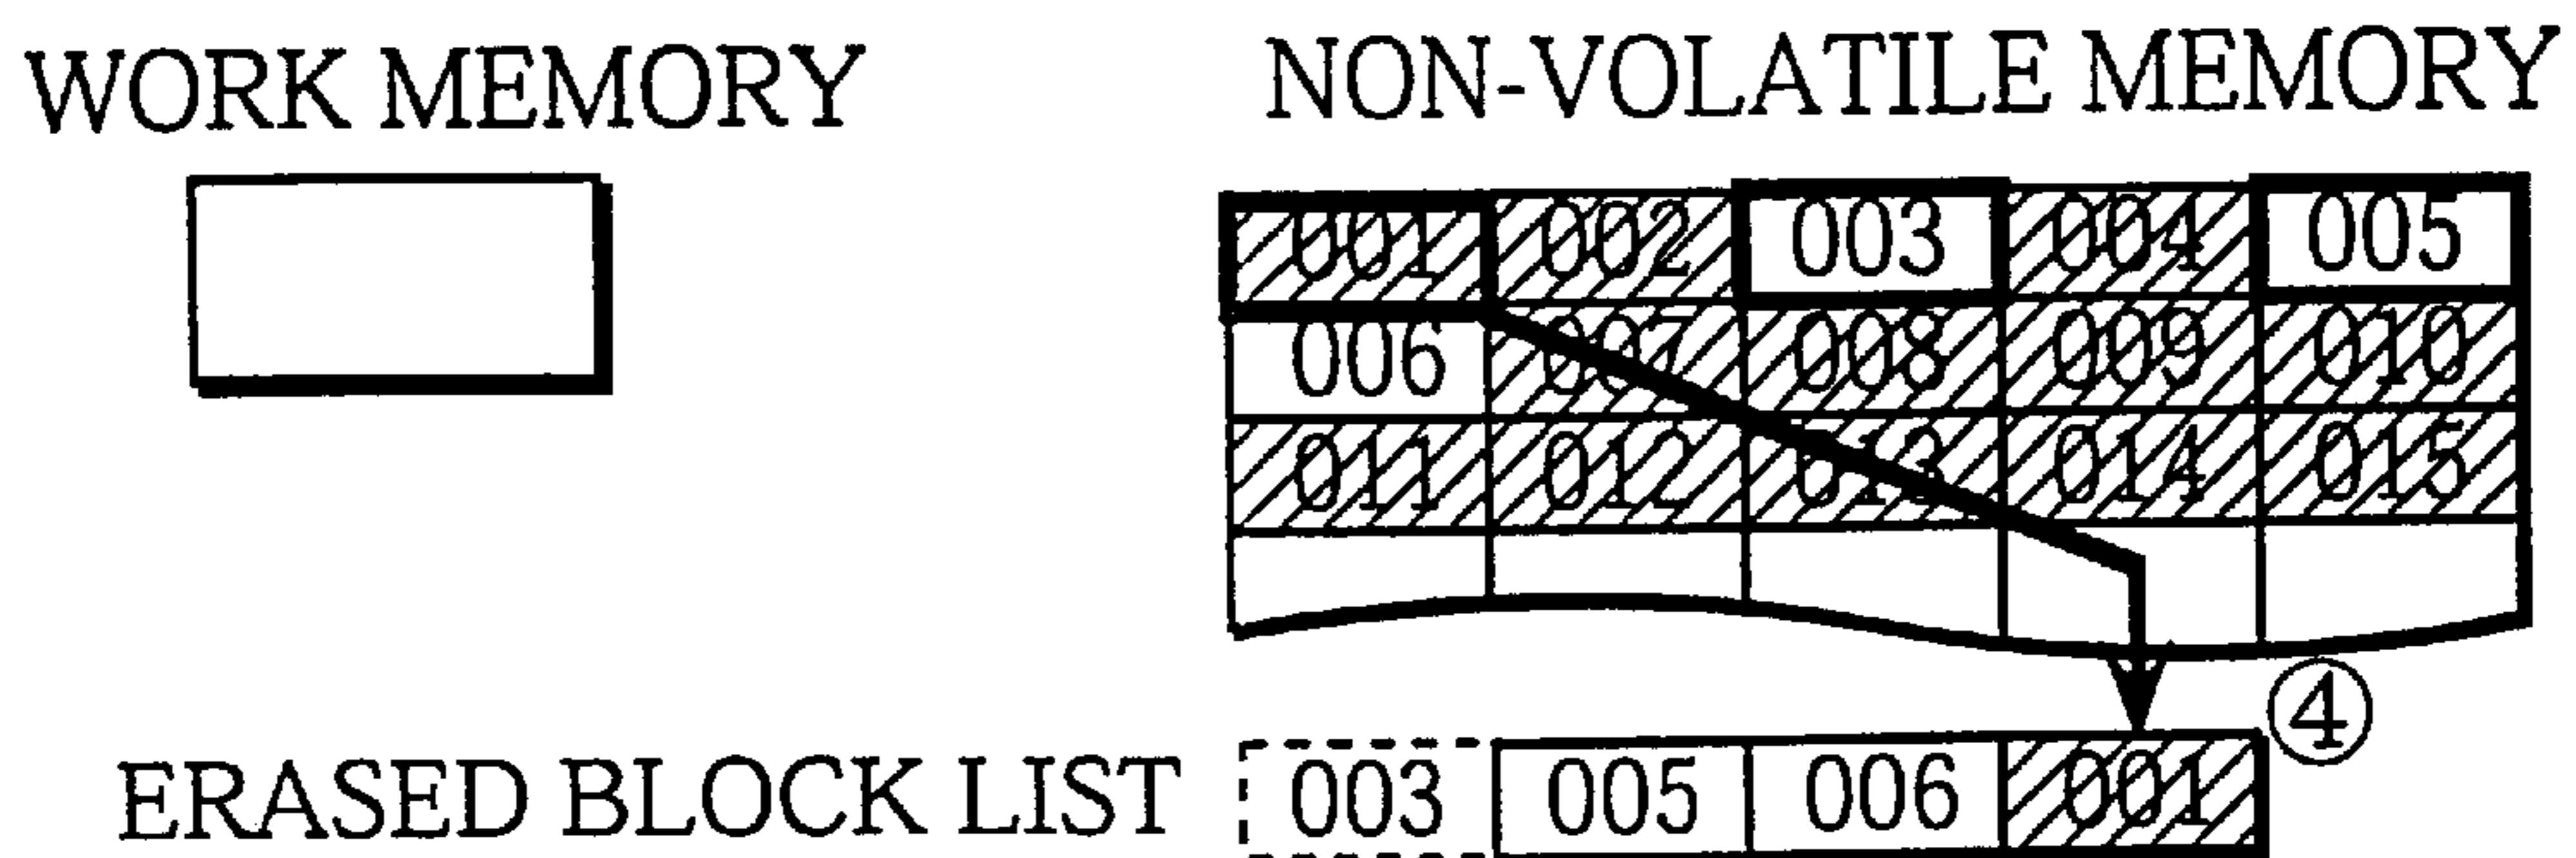 WORK MEMORY
NON-VOLATILE MEMORY
001 002 003 004 005
006 007 008 009 010
011 012 013 014 015
④
ERASED BLOCK LIST 003 005 006 001